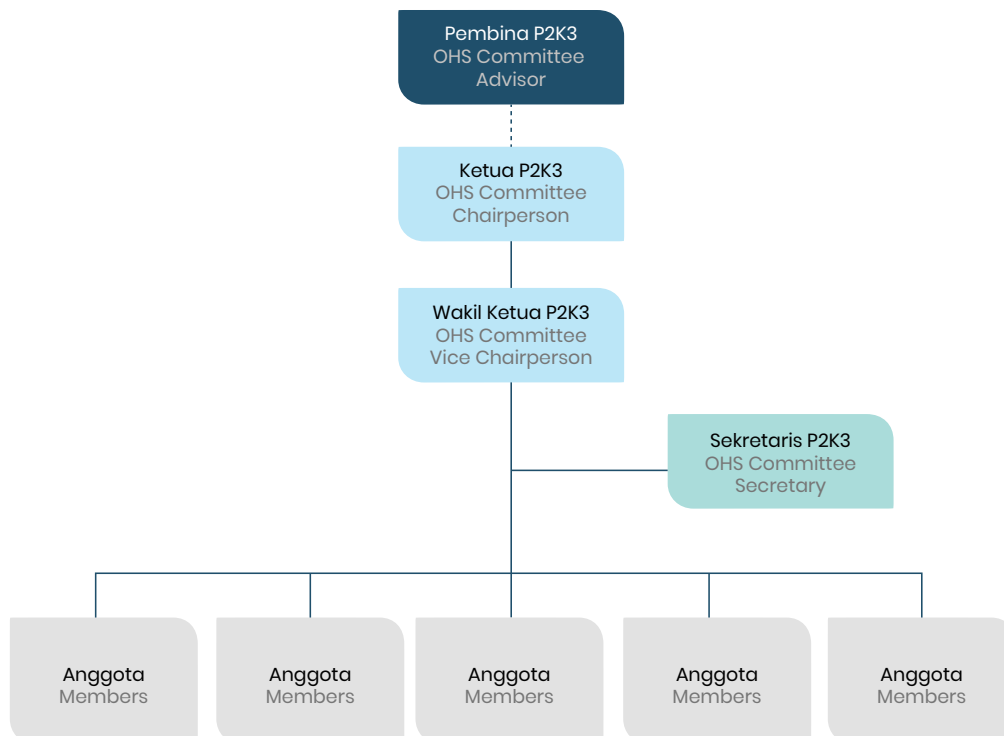 Pembina P2K3
OHS Committee
Advisor
Ketua P2K3
OHS Committee
Chairperson
Wakil Ketua P2K3
OHS Committee
Vice Chairperson
Sekretaris P2K3
OHS Committee
Secretary
Anggota
Members
Anggota
Members
Anggota
Members
Anggota
Members
Anggota
Members